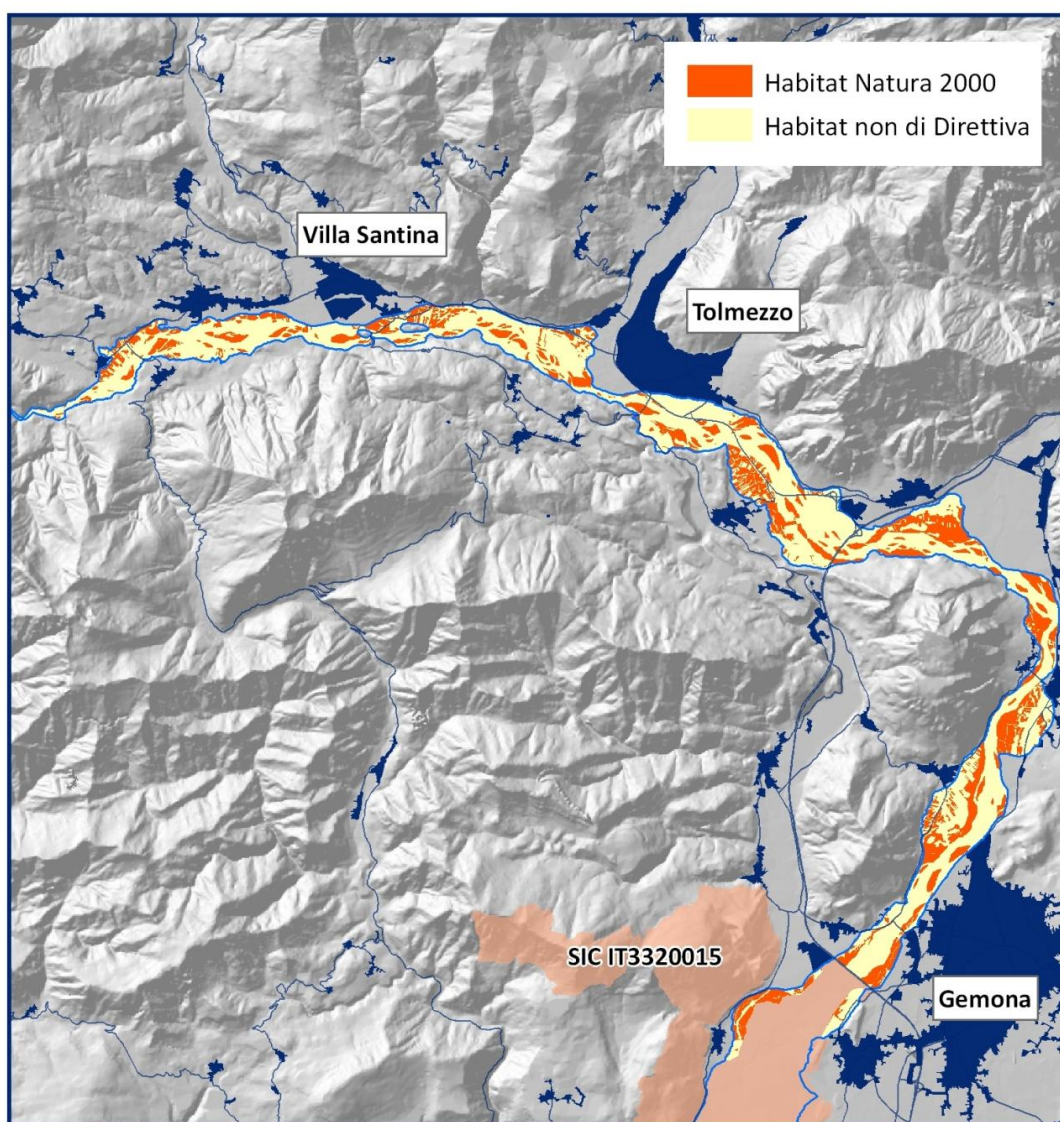 Habitat Natura 2000
Habitat non di Direttiva
Villa Santina
Tolmezzo
SIC IT3320015
Gemona